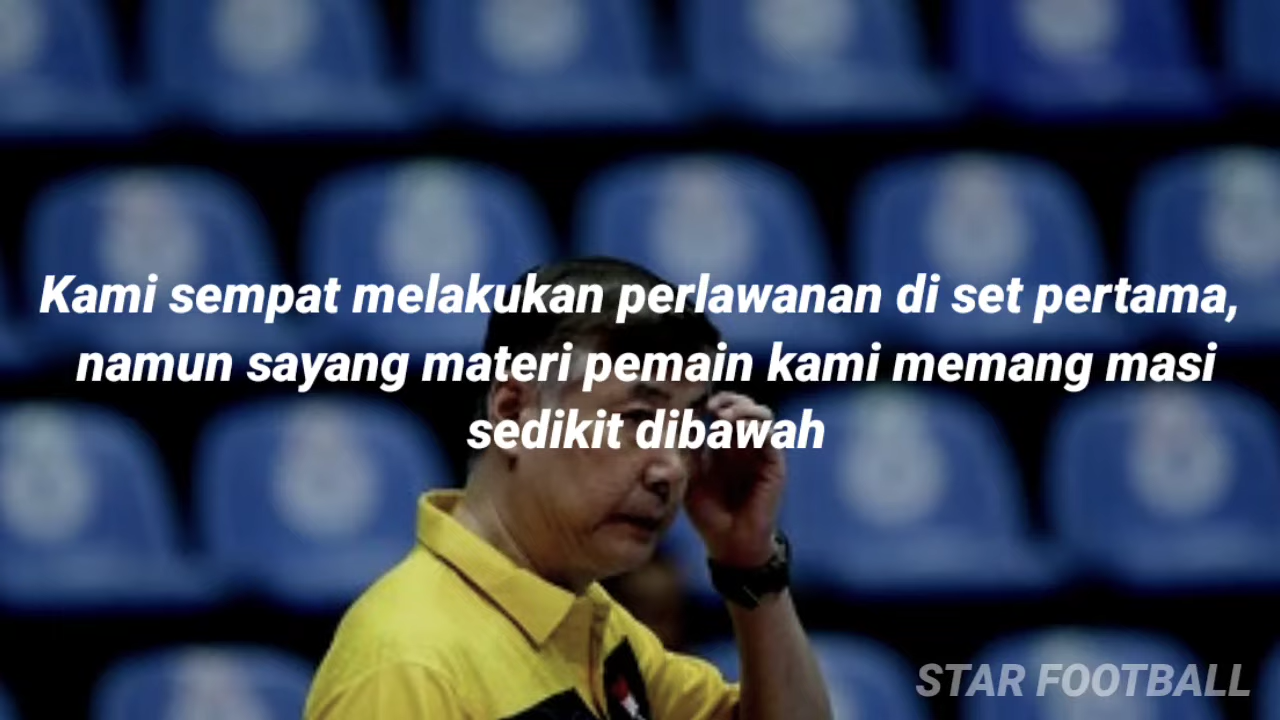 Kami sempat melakukan perlawanan di set pertama,
namun sayang materi pemain kami memang masi
sedikit dibawah
STAR FOOTBALL